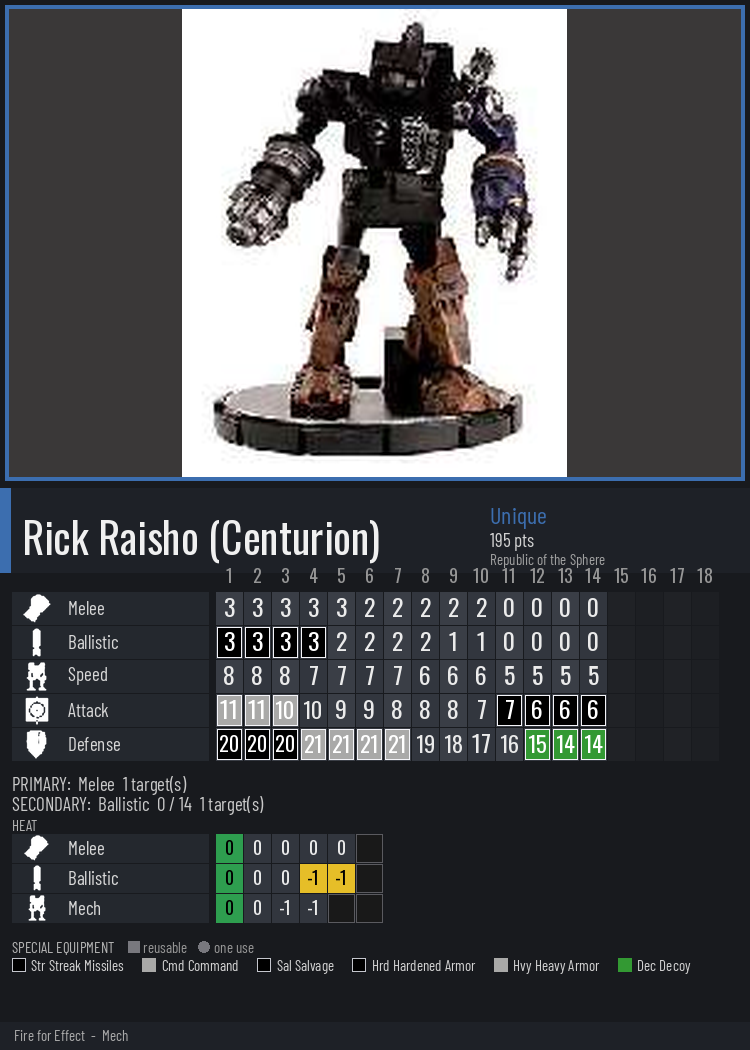 Rick Raisho (Centurion)
Unique
195 pts
Republic of the Sphere
1 2 3 4 5 6 7 8 9 10 11 12 13 14 15 16 17 18
Melee 3 3 3 3 3 2 2 2 2 2 0 0 0 0
Ballistic 3 3 3 3 2 2 2 2 1 1 0 0 0 0
Speed 8 8 8 7 7 7 7 6 6 6 5 5 5 5
Attack 11 11 10 10 9 9 8 8 8 7 7 6 6 6
Defense 20 20 20 21 21 21 21 19 18 17 16 15 14 14
PRIMARY: Melee 1 target(s)
SECONDARY: Ballistic 0 / 14 1 target(s)
HEAT
Melee 0 0 0 0 0
Ballistic 0 0 0 -1 -1
Mech 0 0 -1 -1
SPECIAL EQUIPMENT reusable one use
Str Streak Missiles Cmd Command Sal Salvage Hrd Hardened Armor Hvy Heavy Armor Dec Decoy
Fire for Effect - Mech